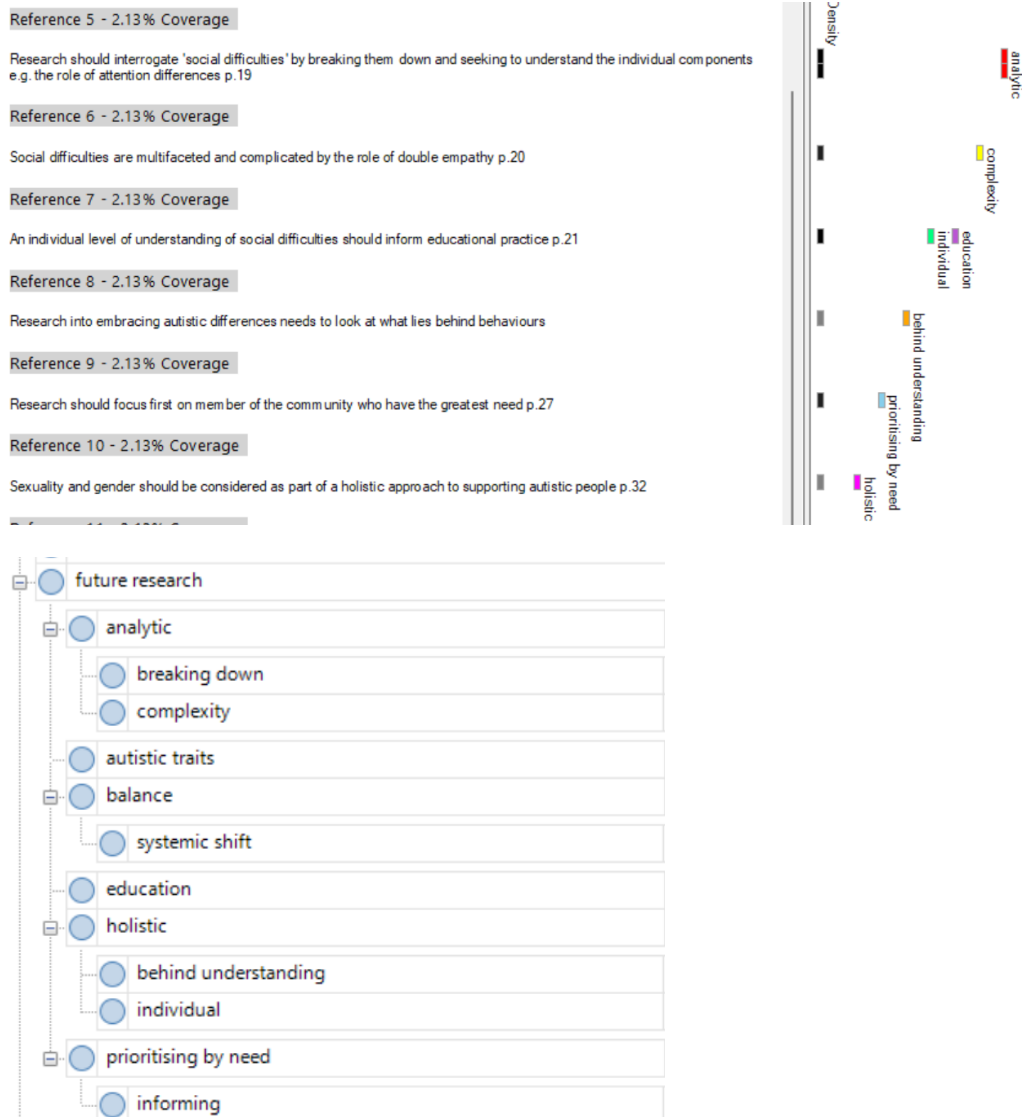 Reference 5 - 2.13% Coverage
Research should interrogate 'social difficulties' by breaking them down and seeking to understand the individual components
e.g. the role of attention differences p.19
Reference 6 - 2.13% Coverage
Social difficulties are multifaceted and complicated by the role of double empathy p.20
Reference 7 - 2.13% Coverage
An individual level of understanding of social difficulties should inform educational practice p.21
Reference 8 - 2.13% Coverage
Research into embracing autistic differences needs to look at what lies behind behaviours
Reference 9 - 2.13% Coverage
Research should focus first on member of the community who have the greatest need p.27
Reference 10 - 2.13% Coverage
Sexuality and gender should be considered as part of a holistic approach to supporting autistic people p.32
Density
analytic
complexity
education
individual
behind understanding
prioritising by need
holistic
future research
analytic
breaking down
complexity
autistic traits
balance
systemic shift
education
holistic
behind understanding
individual
prioritising by need
informing